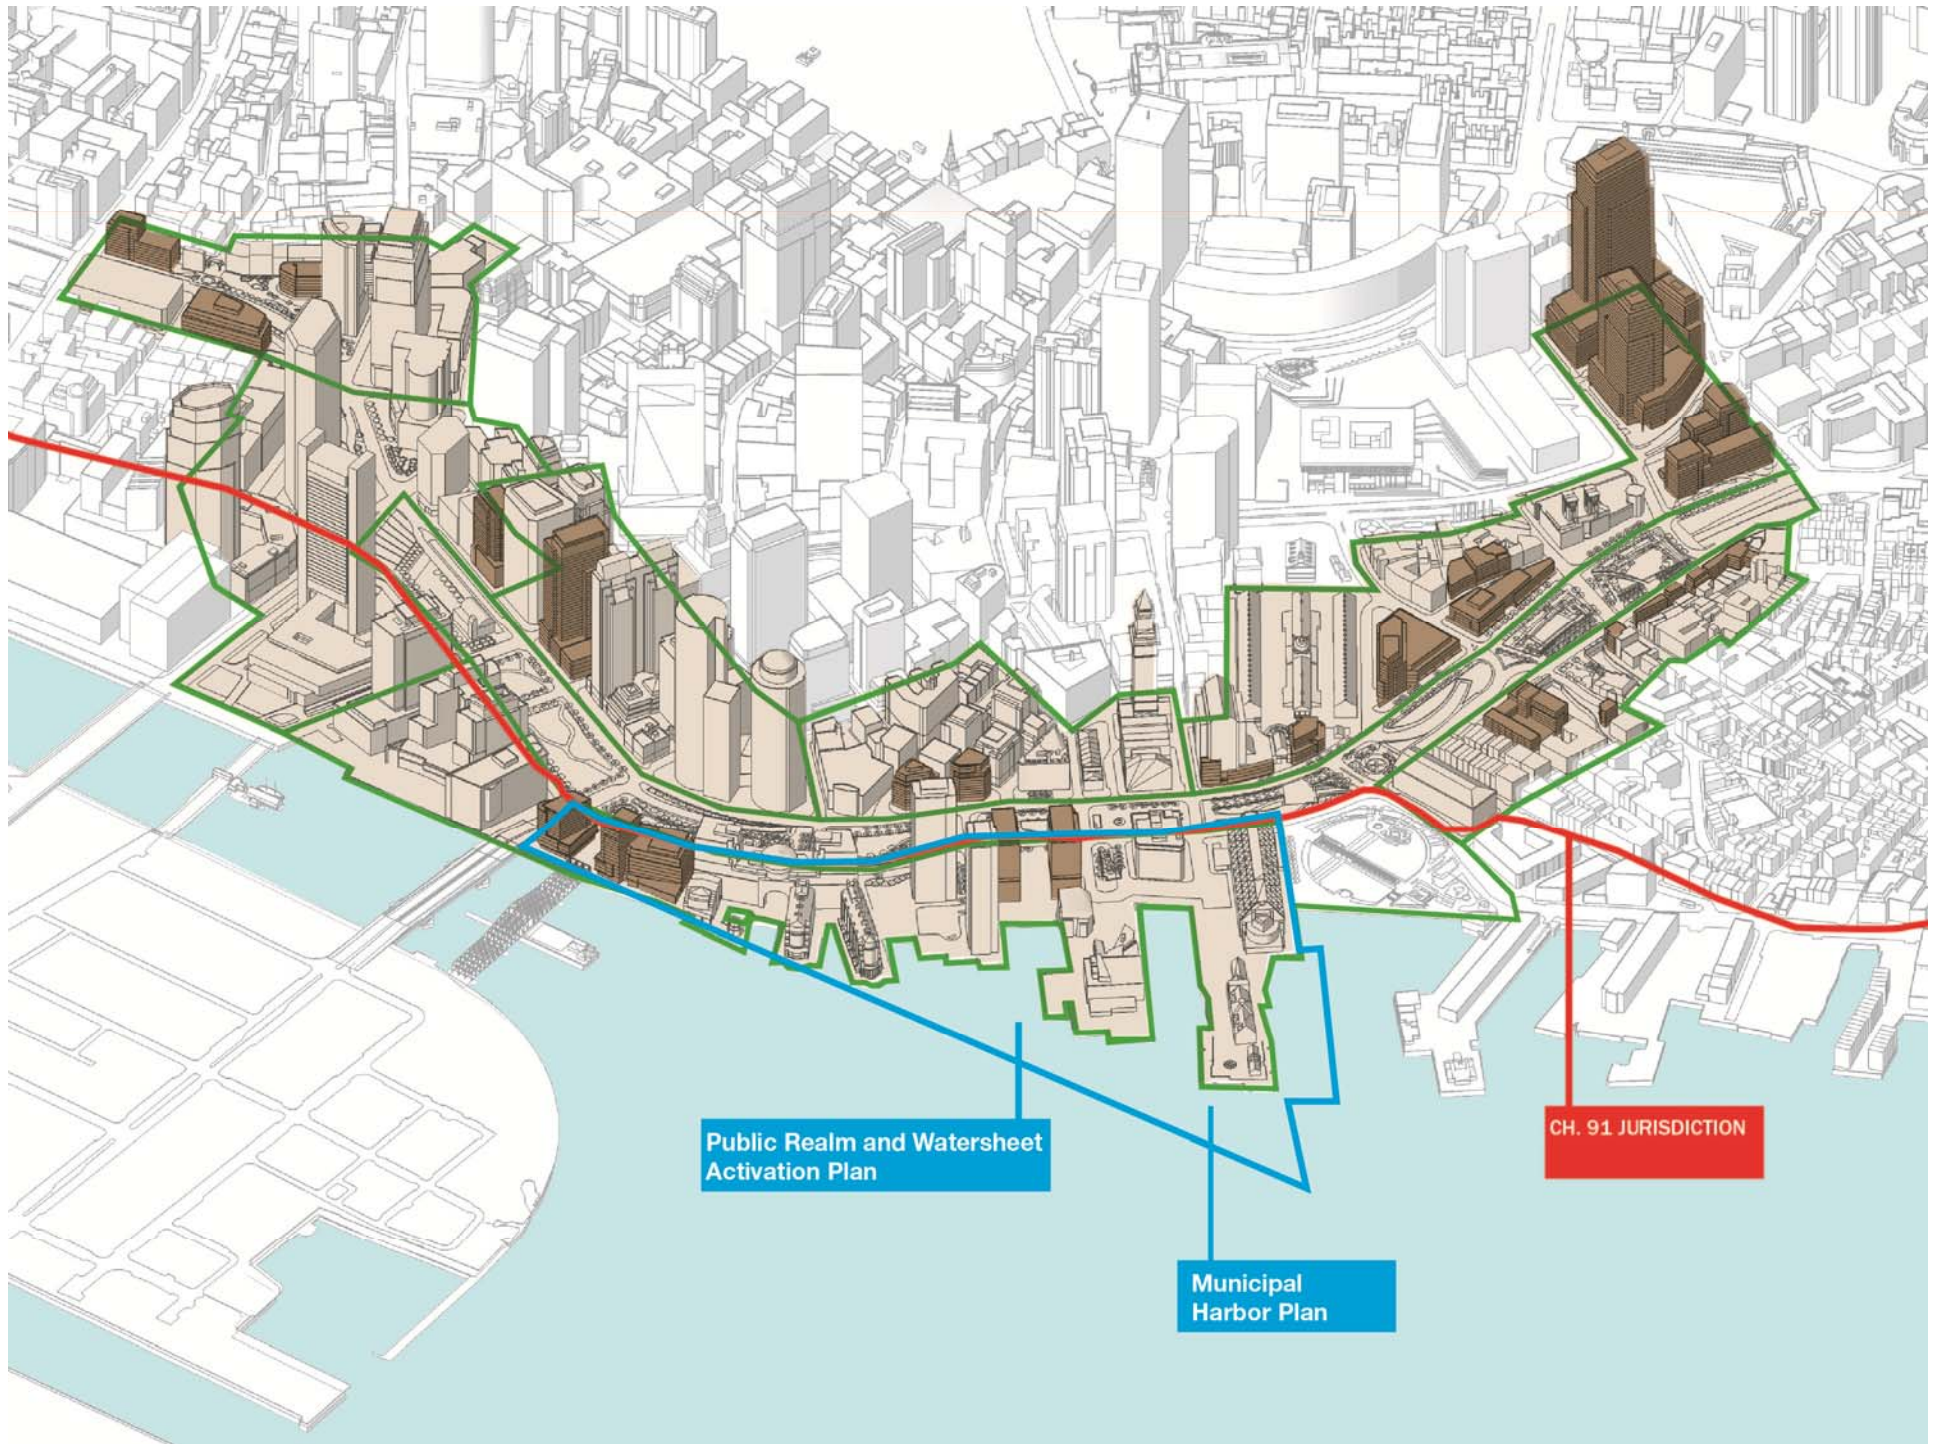 Public Realm and Watersheet
Activation Plan
Municipal
Harbor Plan
CH. 91 JURISDICTION